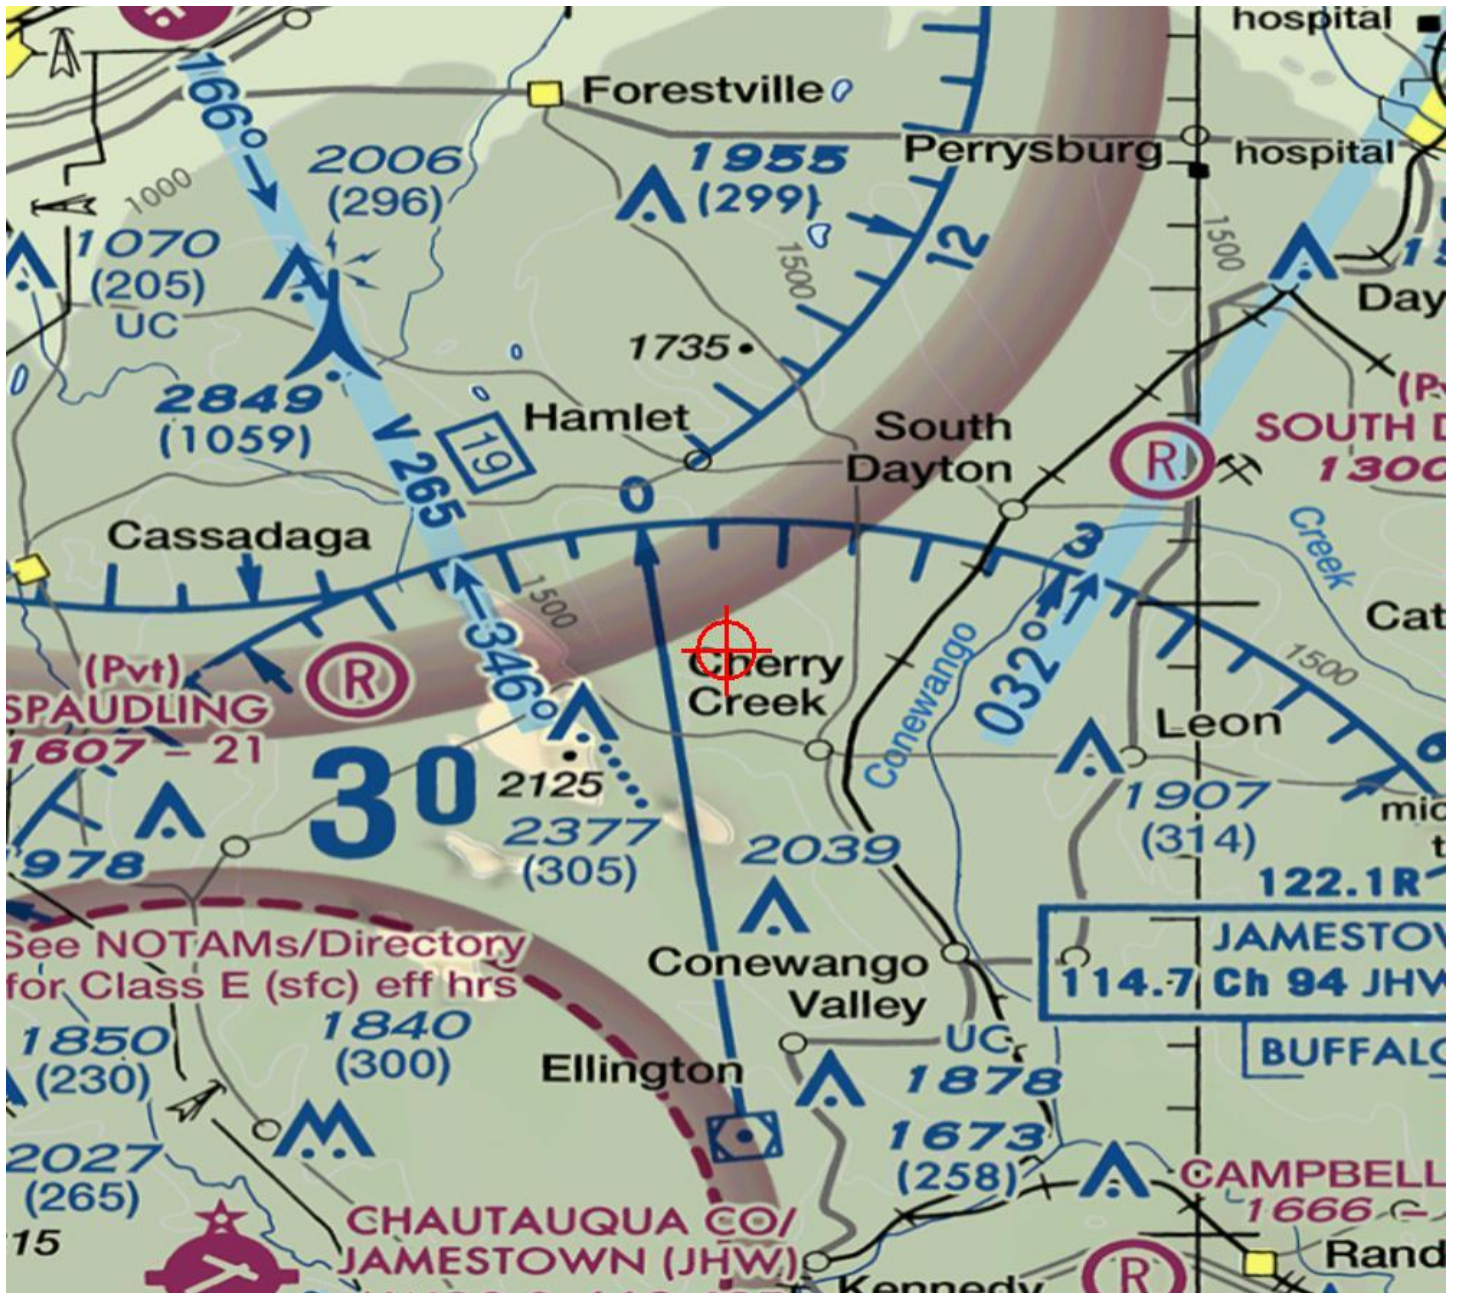 hospital
166°
Forestville
2006
(296)
1955
(299)
Perrysburg
hospital
1000
1070
(205)
UC
12
1500
1500
Day
1735
2849
(1059)
V 265
19
Hamlet
South
Dayton
R
SOUTH D
1300
0
Cassadaga
3
Creek
1500
346°
Cat
(Pvt)
SPAUDLING
1607 - 21
R
Cherry
Creek
Conewango
032°
1500
Leon
30
2125
2377
(305)
978
2039
1907
(314)
6
mic
t
122.1R
See NOTAMs/Directory
for Class E (sfc) eff hrs
Conewango
Valley
JAMESTOW
114.7 Ch 94 JHW
1850
(230)
1840
(300)
UC
1878
BUFFALO
Ellington
1673
(258)
2027
(265)
CAMPBELL
1666 -
15
CHAUTAUQUA CO/
JAMESTOWN (JHW)
R
Rand
Kennedy